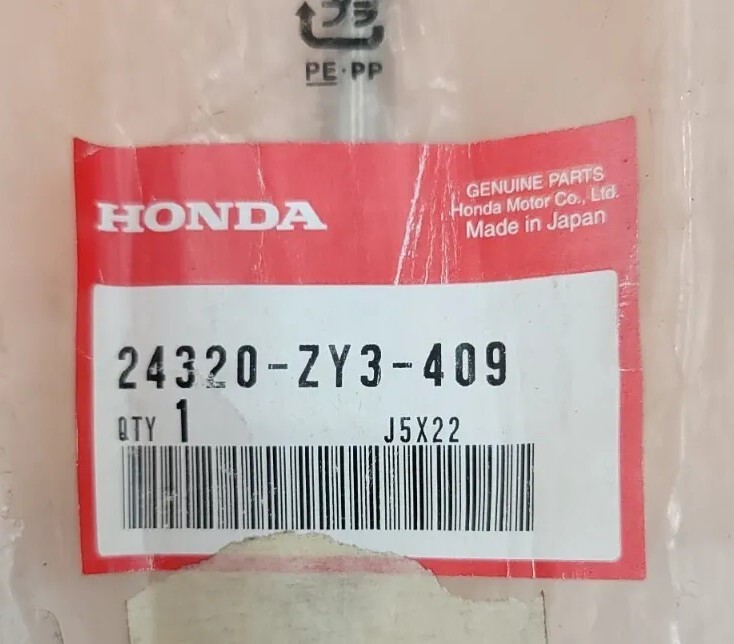 プラ
PE·PP
HONDA
GENUINE PARTS
Honda Motor Co., Ltd.
Made in Japan
24320-ZY3-409
QTY 1 J5X22